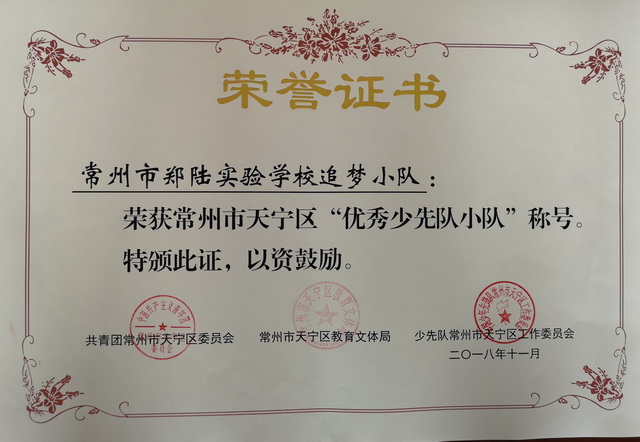 荣誉证书
常州市郑陆实验学校追梦小队：
荣获常州市天宁区“优秀少先队小队”称号。
特颁此证，以资鼓励。
共青团常州市天宁区委员会 常州市天宁区教育文体局 少先队常州市天宁区工作委员会
二〇一八年十一月